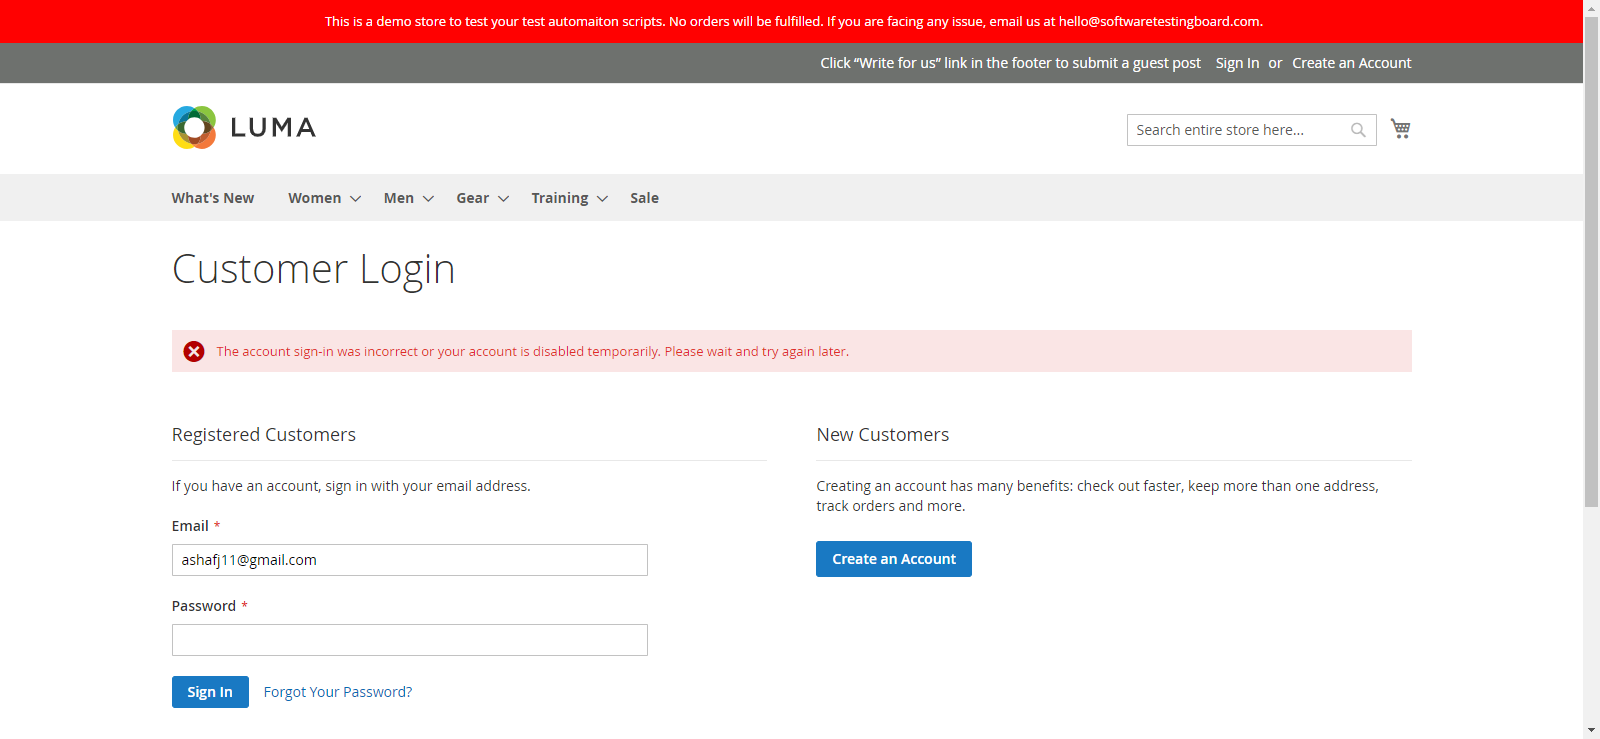 This is a demo store to test your test automaiton scripts. No orders will be fulfilled. If you are facing any issue, email us at hello@softwaretestingboard.com.
Click “Write for us” link in the footer to submit a guest post Sign In or Create an Account
LUMA
Search entire store here...
What's New Women Men Gear Training Sale
Customer Login
The account sign-in was incorrect or your account is disabled temporarily. Please wait and try again later.
Registered Customers
If you have an account, sign in with your email address.
Email *
ashafj11@gmail.com
Password *
Sign In Forgot Your Password?
New Customers
Creating an account has many benefits: check out faster, keep more than one address,
track orders and more.
Create an Account